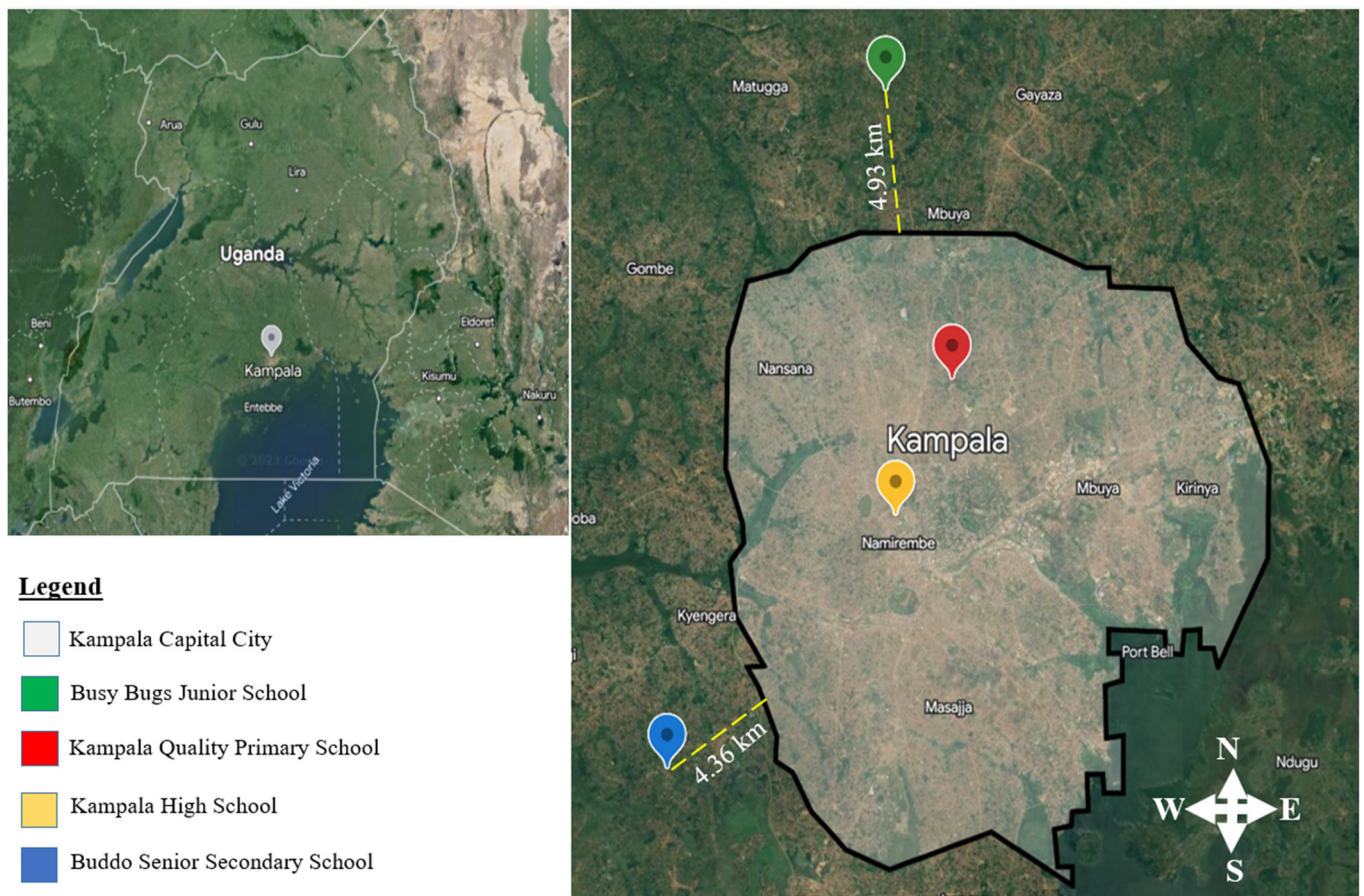 Arua
Gulu
Lira
Uganda
Beni
Kampala
Eldoret
Entebbe
Kisumu
Butembo
Nakuru
Lake Victoria
Legend
Kampala Capital City
Busy Bugs Junior School
Kampala Quality Primary School
Kampala High School
Buddo Senior Secondary School
Matugga
Gayaza
4.93 km
Mbuya
Gombe
Nansana
Kampala
Mbuya
Kirinya
oba
Namirembe
Kyengera
Port Bell
Masajja
4.36 km
N
Ndugu
W E
S